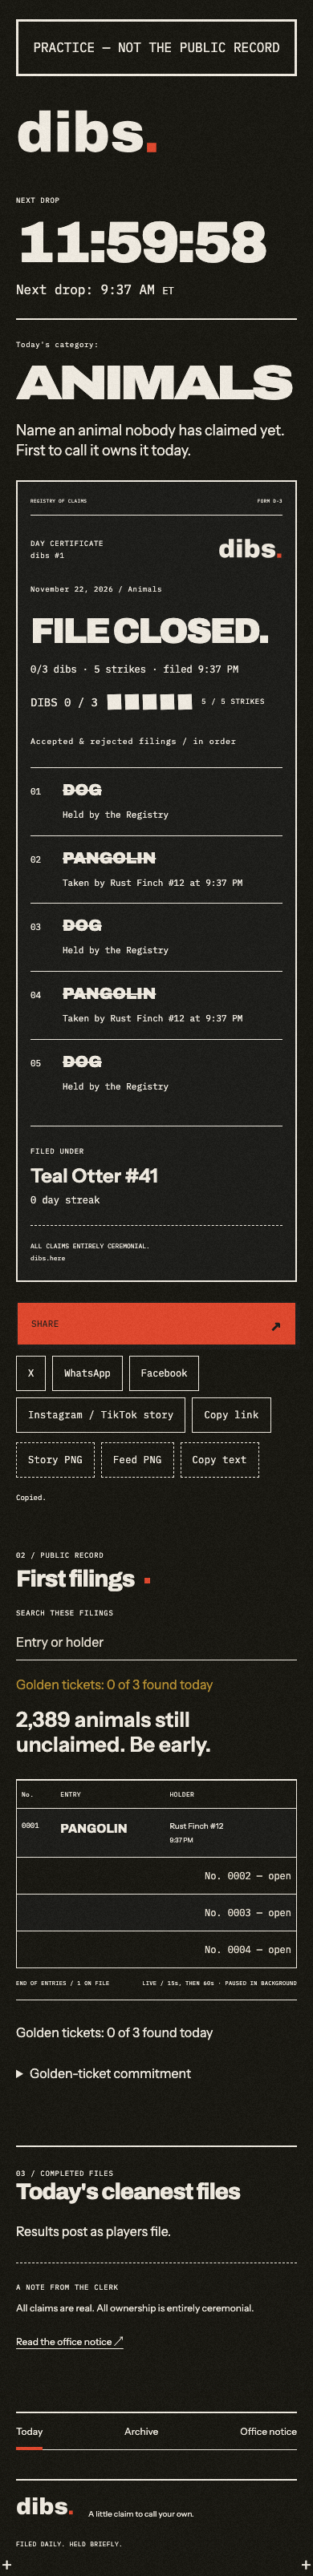 PRACTICE — NOT THE PUBLIC RECORD
dibs.
NEXT DROP
11:59:58
Next drop: 9:37 AM ET
Today's category:
ANIMALS
Name an animal nobody has claimed yet.
First to call it owns it today.
REGISTRY OF CLAIMS FORM D-3
DAY CERTIFICATE
dibs #1
dibs.
November 22, 2026 / Animals
FILE CLOSED.
0/3 dibs · 5 strikes · filed 9:37 PM
DIBS 0 / 3 5 / 5 STRIKES
Accepted & rejected filings / in order
01 DOG
Held by the Registry
02 PANGOLIN
Taken by Rust Finch #12 at 9:37 PM
03 DOG
Held by the Registry
04 PANGOLIN
Taken by Rust Finch #12 at 9:37 PM
05 DOG
Held by the Registry
FILED UNDER
Teal Otter #41
0 day streak
ALL CLAIMS ENTIRELY CEREMONIAL.
dibs.here
SHARE ↗
X WhatsApp Facebook
Instagram / TikTok story Copy link
Story PNG Feed PNG Copy text
Copied.
02 / PUBLIC RECORD
First filings
SEARCH THESE FILINGS
Entry or holder
Golden tickets: 0 of 3 found today
2,389 animals still
unclaimed. Be early.
No. ENTRY HOLDER
0001 PANGOLIN Rust Finch #12
9:37 PM
No. 0002 — open
No. 0003 — open
No. 0004 — open
END OF ENTRIES / 1 ON FILE LIVE / 15s, THEN 60s · PAUSED IN BACKGROUND
Golden tickets: 0 of 3 found today
▶ Golden-ticket commitment
03 / COMPLETED FILES
Today's cleanest files
Results post as players file.
A NOTE FROM THE CLERK
All claims are real. All ownership is entirely ceremonial.
Read the office notice ↗
Today Archive Office notice
dibs. A little claim to call your own.
FILED DAILY. HELD BRIEFLY.